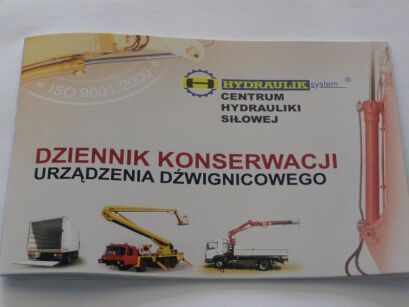 ISO 9001:2000
HYDRAULIK system ®
CENTRUM
HYDRAULIKI
SIŁOWEJ
DZIENNIK KONSERWACJI
URZĄDZENIA DŹWIGNICOWEGO